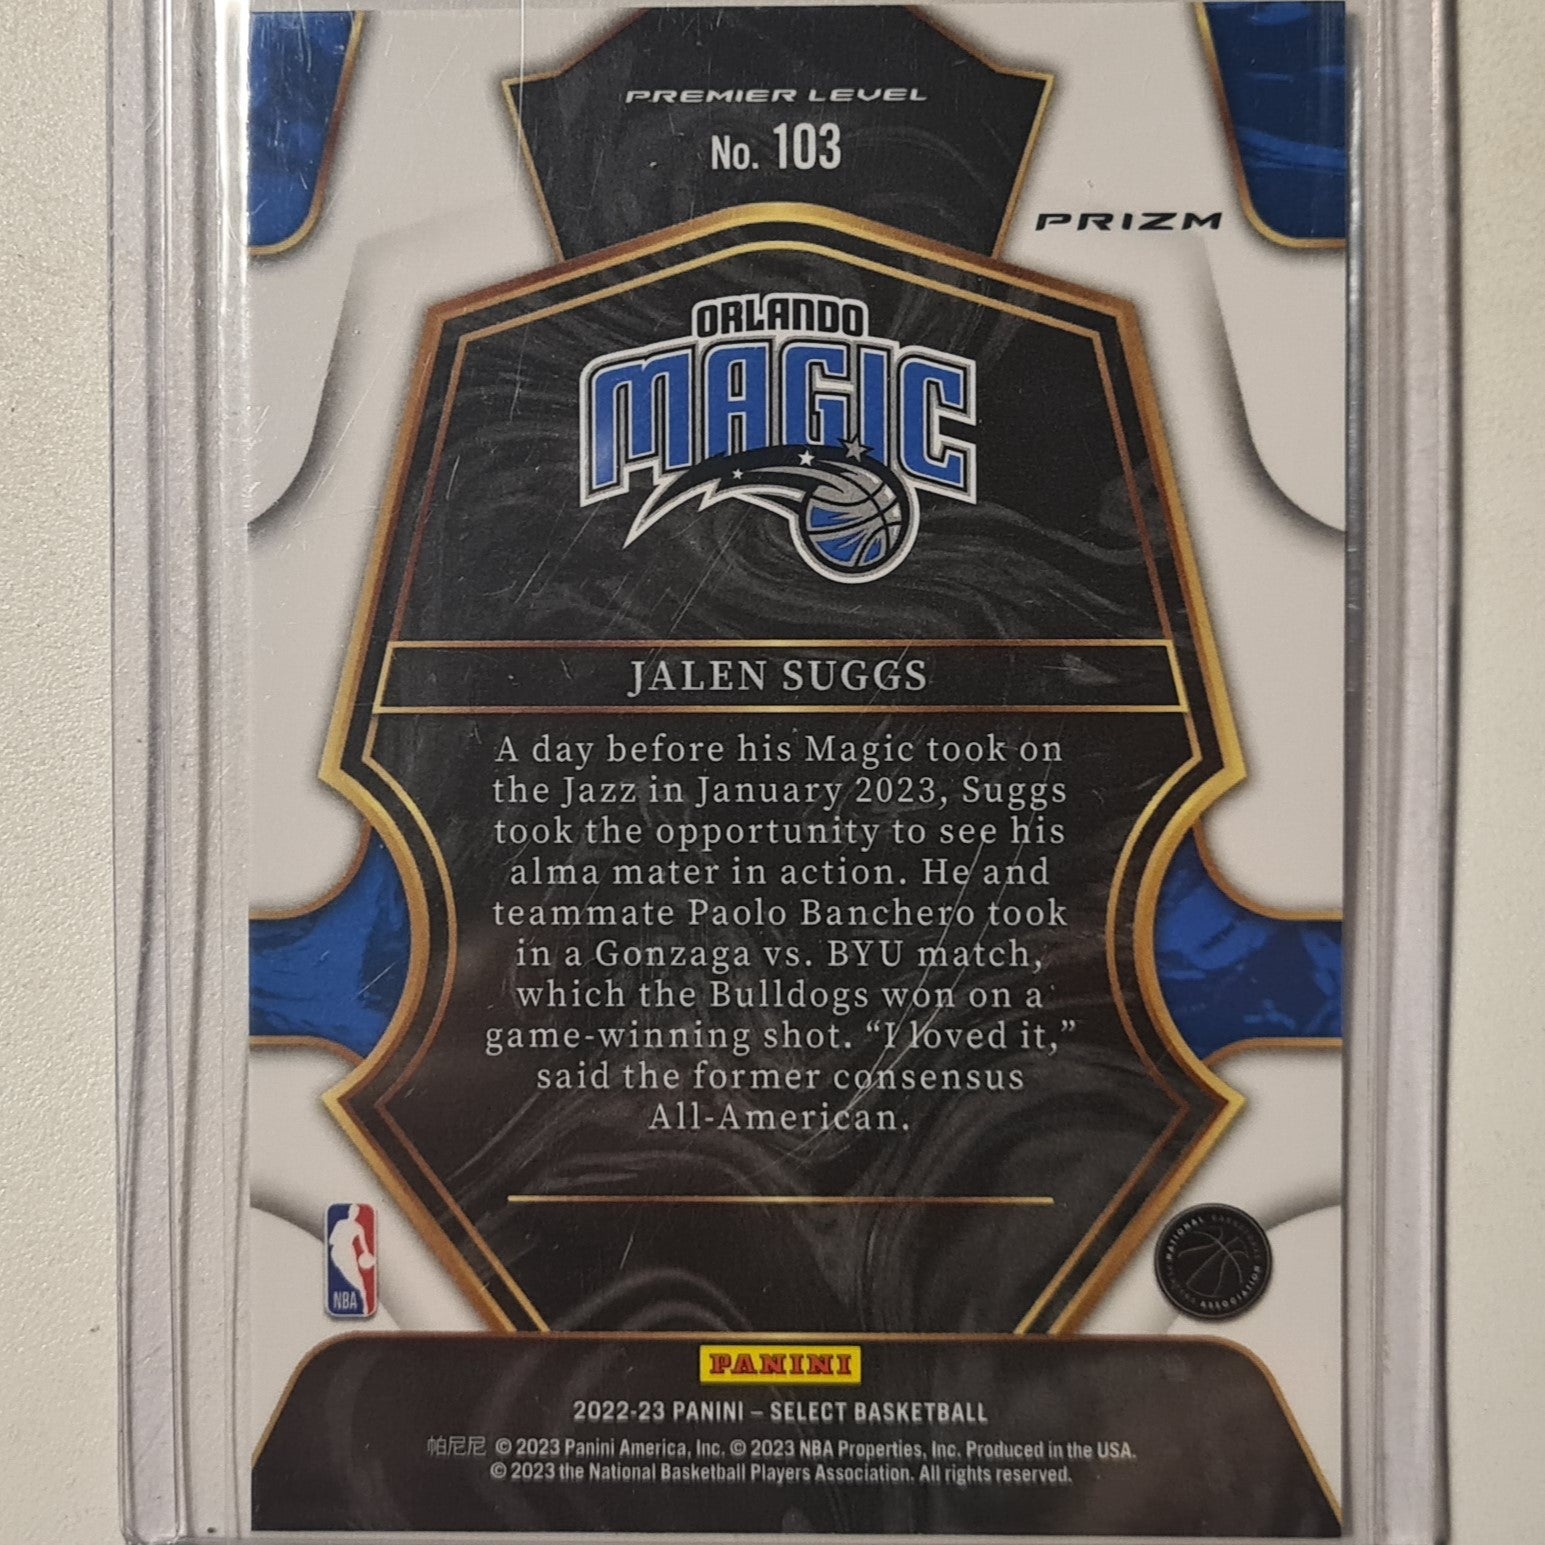 PREMIER LEVEL
No. 103
PRIZM
ORLANDO
MAGIC
JALEN SUGGS
A day before his Magic took on
the Jazz in January 2023, Suggs
took the opportunity to see his
alma mater in action. He and
teammate Paolo Banchero took
in a Gonzaga vs. BYU match,
which the Bulldogs won on a
game-winning shot. “I loved it,”
said the former consensus
All-American.
NBA
NATIONAL BASKETBALL
ASSOCIATION
PANINI
2022-23 PANINI – SELECT BASKETBALL
帕尼尼 © 2023 Panini America, Inc. © 2023 NBA Properties, Inc. Produced in the USA.
© 2023 the National Basketball Players Association. All rights reserved.